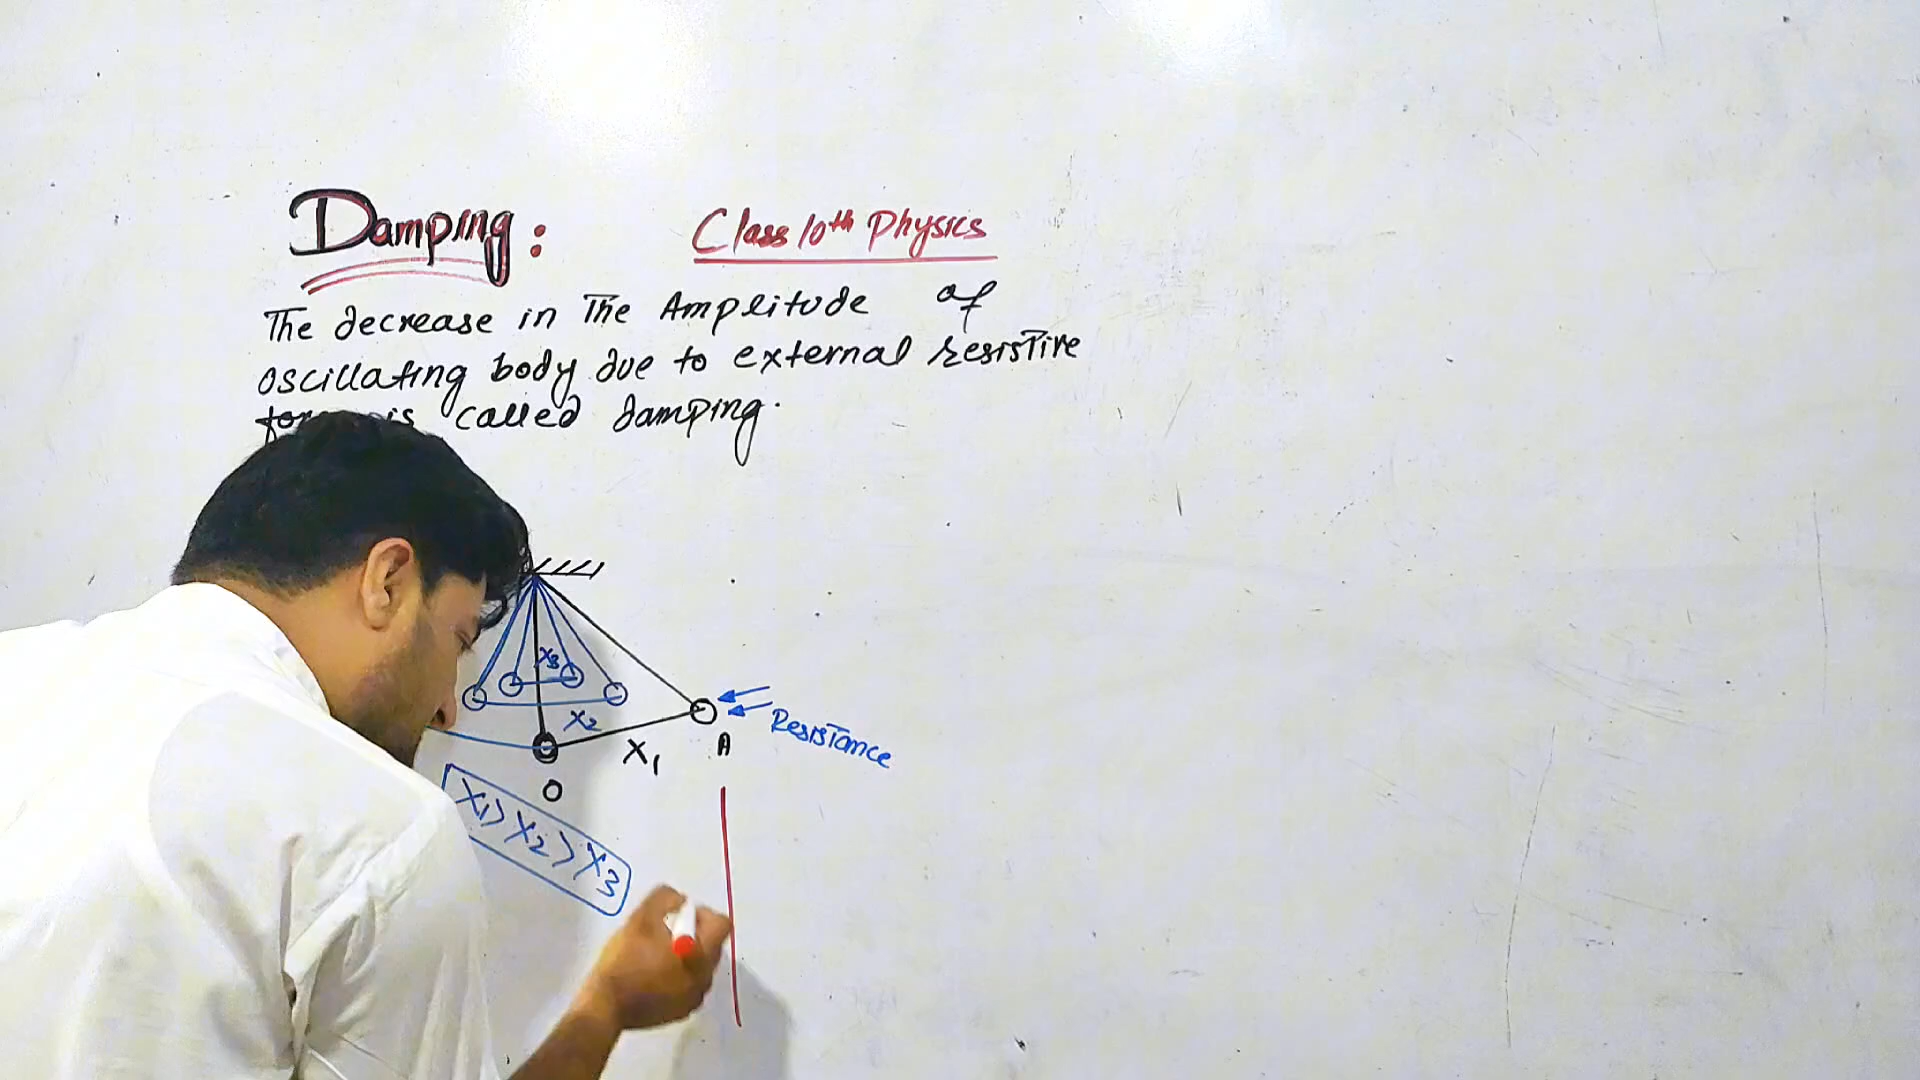 Damping:
Class 10th Physics
The decrease in The Amplitude of
oscillating body due to external resistive
is called damping.
X3
X2
X1
A
Resistance
O
X1 > X2 > X3